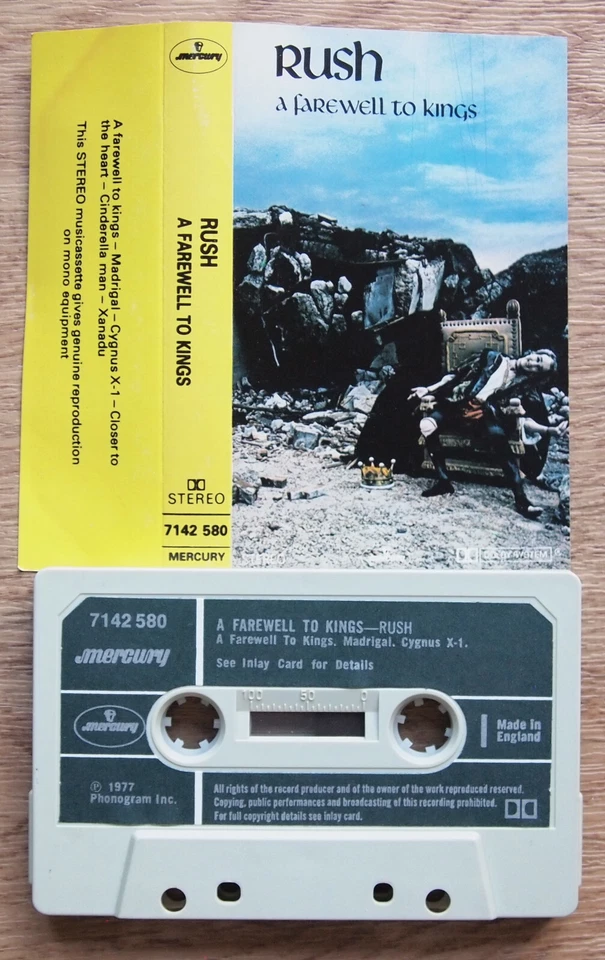 mercury
A farewell to kings – Madrigal – Cygnus X-1 – Closer to
the heart – Cinderella man – Xanadu
This STEREO musicassette gives genuine reproduction
on mono equipment
RUSH
A FAREWELL TO KINGS
STEREO
7142 580
MERCURY
Rush
a farewell to kings
STEREO
DOLBY SYSTEM
7142 580
mercury
A FAREWELL TO KINGS—RUSH
A Farewell To Kings. Madrigal. Cygnus X-1.
See Inlay Card for Details
100 50 0
mercury
Made in
England
℗ 1977
Phonogram Inc.
All rights of the record producer and of the owner of the work reproduced reserved.
Copying, public performances and broadcasting of this recording prohibited.
For full copyright details see inlay card.